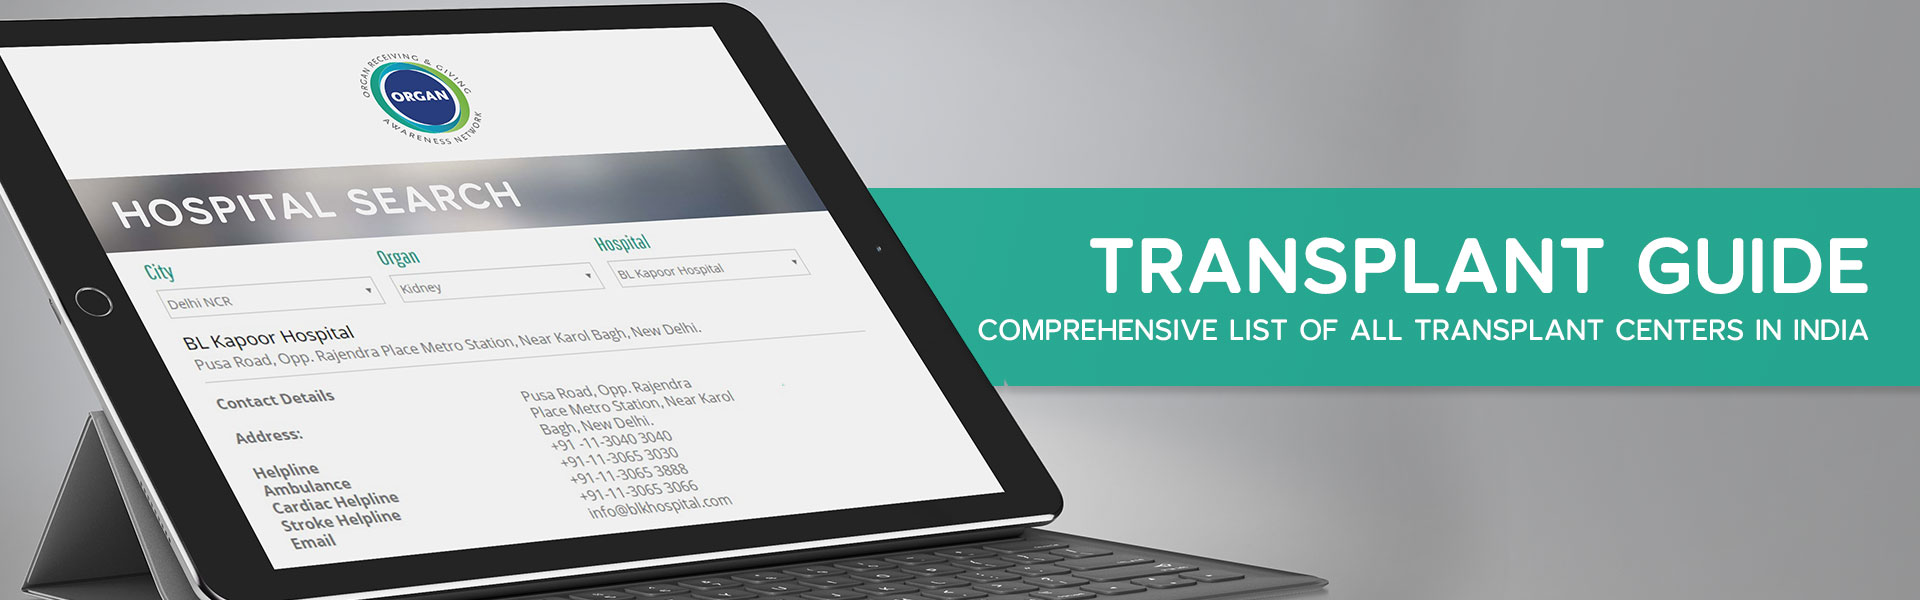 ORGAN RECEIVING & GIVING
ORGAN
AWARENESS NETWORK
HOSPITAL SEARCH
City
Organ
Hospital
Delhi NCR
Kidney
BL Kapoor Hospital
BL Kapoor Hospital
Pusa Road, Opp. Rajendra Place Metro Station, Near Karol Bagh, New Delhi.
Contact Details
Address:
Pusa Road, Opp. Rajendra
Place Metro Station, Near Karol
Bagh, New Delhi.
Helpline
+91 -11-3040 3040
Ambulance
+91-11-3065 3030
Cardiac Helpline
+91-11-3065 3888
Stroke Helpline
+91-11-3065 3066
Email
info@blkhospital.com
TRANSPLANT GUIDE
COMPREHENSIVE LIST OF ALL TRANSPLANT CENTERS IN INDIA